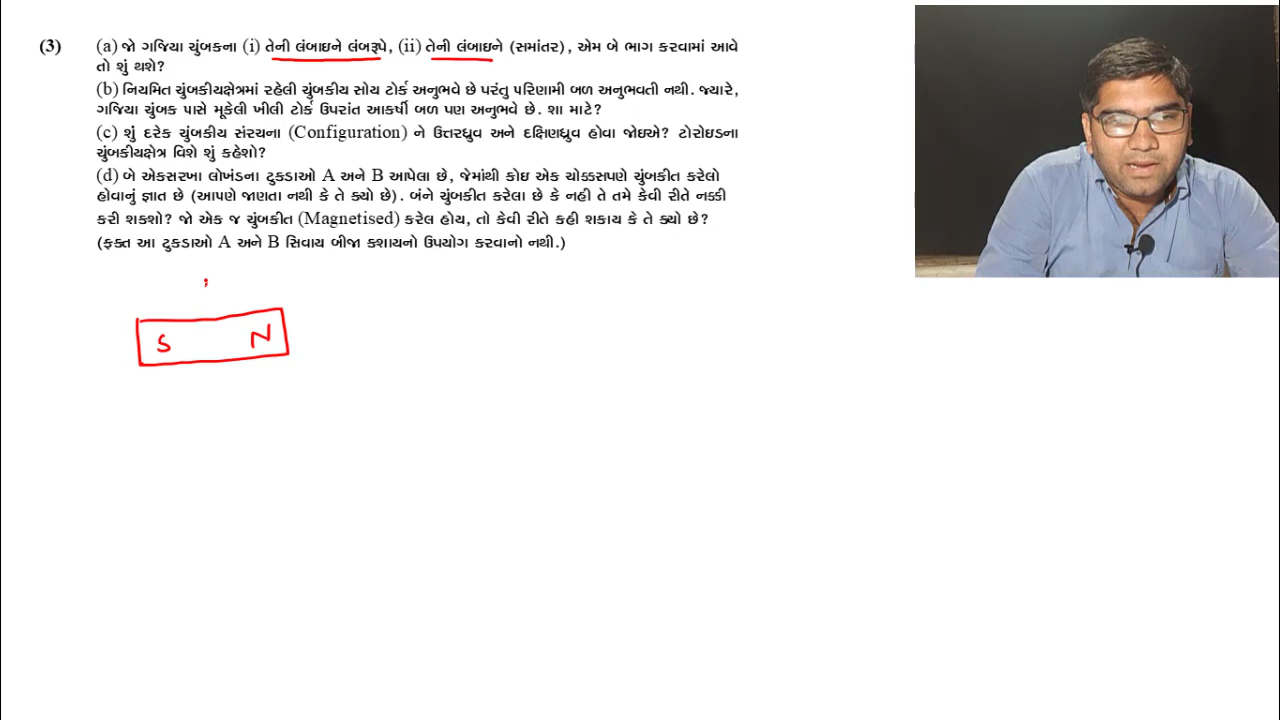 (3) (a) જો ગજિયા ચુંબકના (i) તેની લંબાઇને લંબરૂપે, (ii) તેની લંબાઇને (સમાંતર), એમ બે ભાગ કરવામાં આવે
તો શું થશે?
(b) નિયમિત ચુંબકીયક્ષેત્રમાં રહેલી ચુંબકીય સોય ટોર્ક અનુભવે છે પરંતુ પરિણામી બળ અનુભવતી નથી. જ્યારે,
ગજિયા ચુંબક પાસે મૂકેલી ખીલી ટોર્ક ઉપરાંત આકર્ષી બળ પણ અનુભવે છે. શા માટે?
(c) શું દરેક ચુંબકીય સંરચના (Configuration) ને ઉત્તરધ્રુવ અને દક્ષિણધ્રુવ હોવા જોઇએ? ટોરોઇડના
ચુંબકીયક્ષેત્ર વિશે શું કહેશો?
(d) બે એકસરખા લોખંડના ટુકડાઓ A અને B આપેલા છે, જેમાંથી કોઇ એક ચોક્કસપણે ચુંબકીત કરેલો
હોવાનું જ્ઞાત છે (આપણે જાણતા નથી કે તે ક્યો છે). બંને ચુંબકીત કરેલા છે કે નહી તે તમે કેવી રીતે નક્કી
કરી શકશો? જો એક જ ચુંબકીત (Magnetised) કરેલ હોય, તો કેવી રીતે કહી શકાય કે તે ક્યો છે?
(ફક્ત આ ટુકડાઓ A અને B સિવાય બીજા કશાયનો ઉપયોગ કરવાનો નથી.)
S N